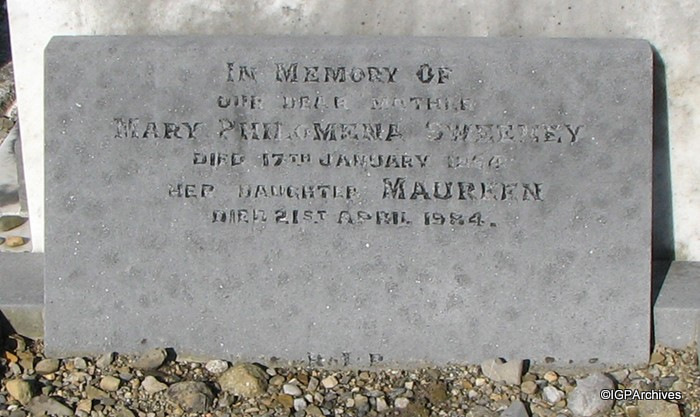 IN MEMORY OF
OUR DEAR MOTHER
MARY PHILOMENA SWEENEY
DIED 17TH JANUARY
HER DAUGHTER MAUREEN
DIED 21ST APRIL 1984.
R.I.P
©IGPArchives